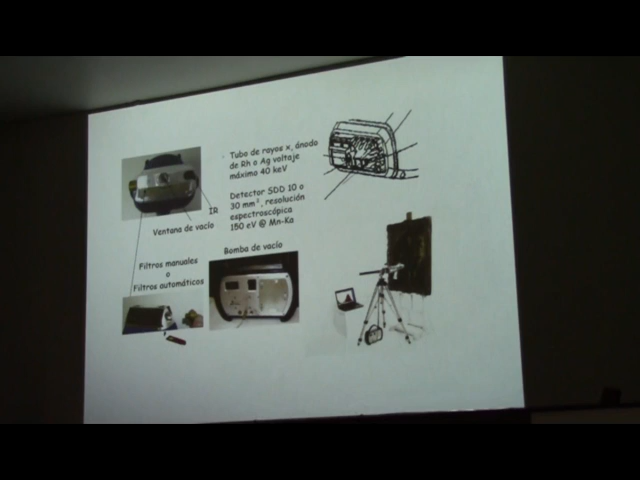 Tubo de rayos x, ánodo
de Rh o Ag voltaje
máximo 40 keV
Detector SDD 10 o
30 mm², resolución
espectroscópica
150 eV @ Mn-Ka
IR
Ventana de vacío
Bomba de vacío
Filtros manuales
o
Filtros automáticos